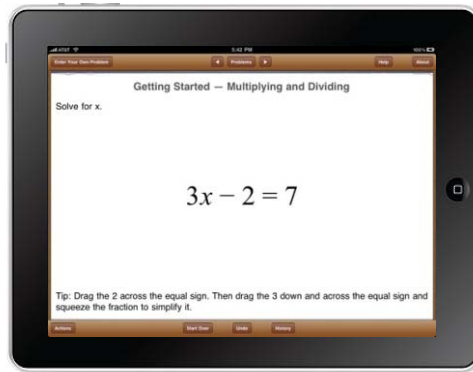 AT&T 5:42 PM 100%
Enter Your Own Problem Problems Help About
Getting Started — Multiplying and Dividing
Solve for x.
3x − 2 = 7
Tip: Drag the 2 across the equal sign. Then drag the 3 down and across the equal sign and
squeeze the fraction to simplify it.
Actions Start Over Undo History